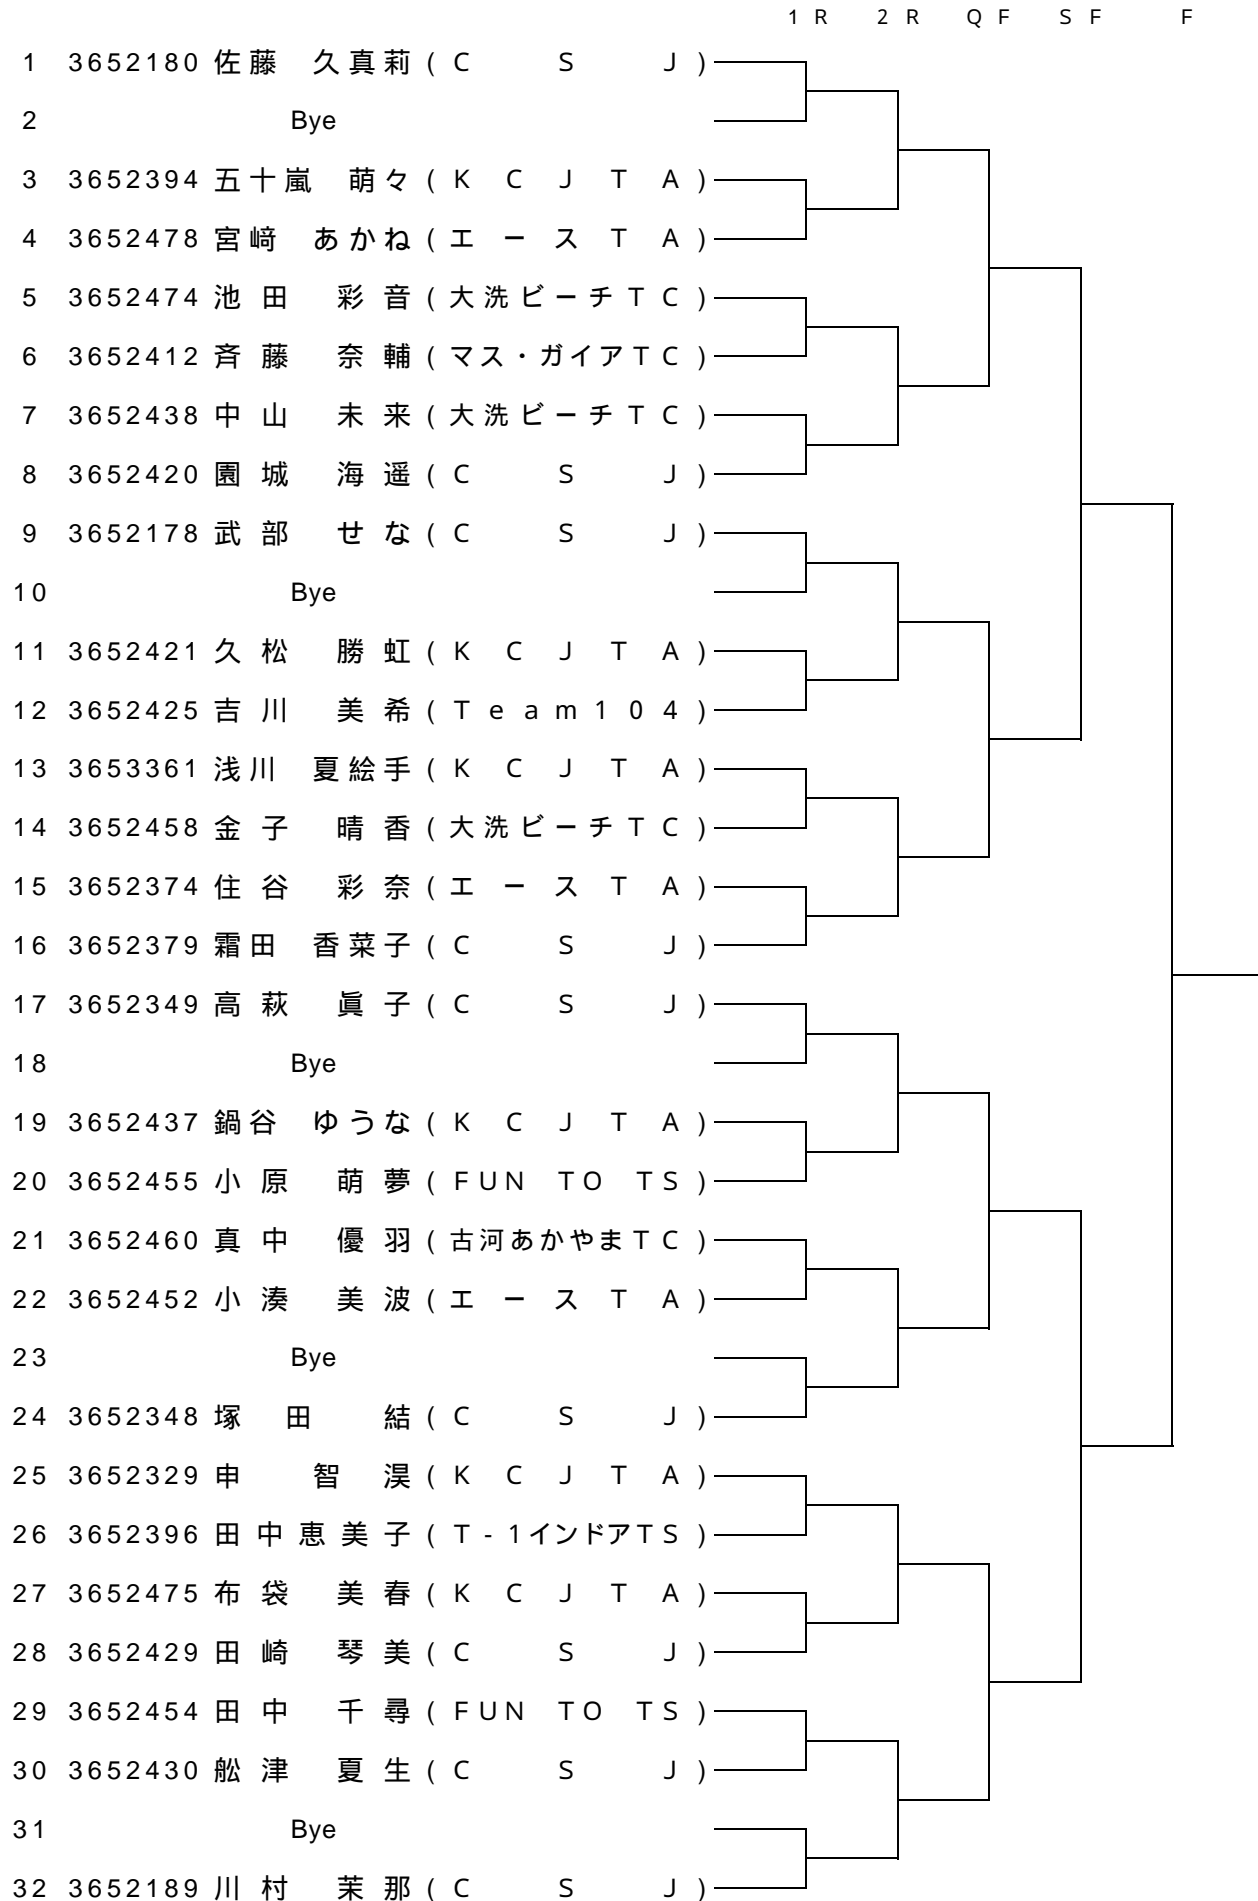 1R 2R QF SF F
1 3652180 佐藤 久真莉 (CSJ)
2 Bye
3 3652394 五十嵐 萌々 (KCJTA)
4 3652478 宮﨑 あかね (エースTA)
5 3652474 池田 彩音 (大洗ビーチTC)
6 3652412 斉藤 奈輔 (マス・ガイアTC)
7 3652438 中山 未来 (大洗ビーチTC)
8 3652420 園城 海遥 (CSJ)
9 3652178 武部 せな (CSJ)
10 Bye
11 3652421 久松 勝虹 (KCJTA)
12 3652425 吉川 美希 (Team104)
13 3653361 浅川 夏絵手 (KCJTA)
14 3652458 金子 晴香 (大洗ビーチTC)
15 3652374 住谷 彩奈 (エースTA)
16 3652379 霜田 香菜子 (CSJ)
17 3652349 高萩 眞子 (CSJ)
18 Bye
19 3652437 鍋谷 ゆうな (KCJTA)
20 3652455 小原 萌夢 (FUN TO TS)
21 3652460 真中 優羽 (古河あかやまTC)
22 3652452 小湊 美波 (エースTA)
23 Bye
24 3652348 塚田 結 (CSJ)
25 3652329 申 智淏 (KCJTA)
26 3652396 田中恵美子 (T-1インドアTS)
27 3652475 布袋 美春 (KCJTA)
28 3652429 田崎 琴美 (CSJ)
29 3652454 田中 千尋 (FUN TO TS)
30 3652430 舩津 夏生 (CSJ)
31 Bye
32 3652189 川村 茉那 (CSJ)